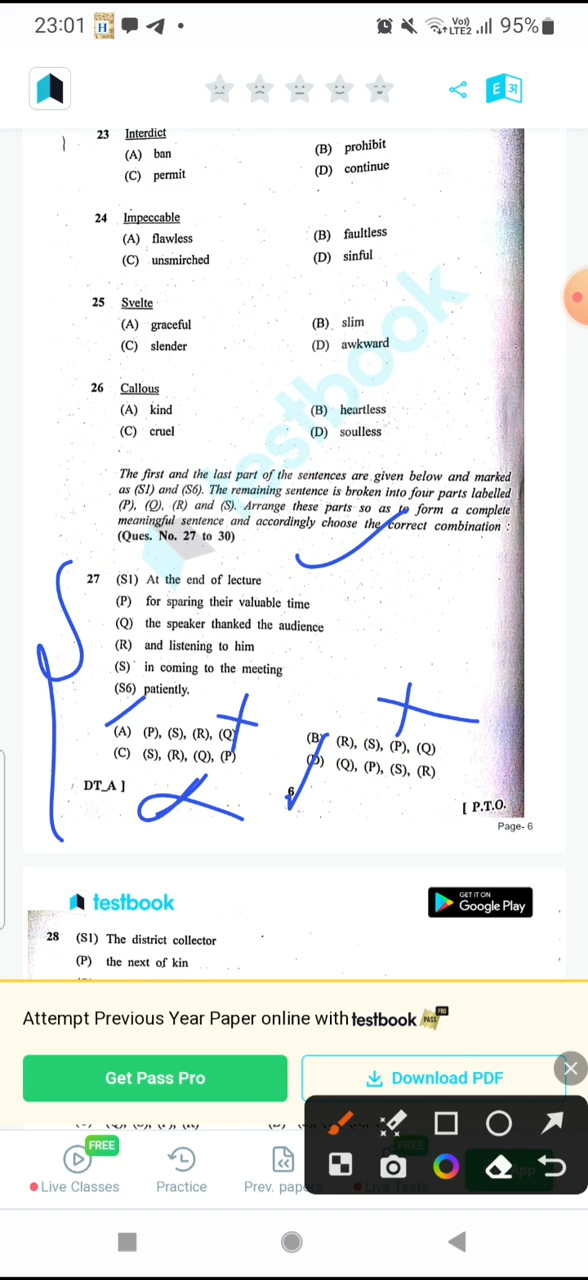 23:01 H Vo)) LTE2 95%
E अ
23 Interdict
(A) ban (B) prohibit
(C) permit (D) continue
24 Impeccable
(A) flawless (B) faultless
(C) unsmirched (D) sinful
25 Svelte
(A) graceful (B) slim
(C) slender (D) awkward
26 Callous
(A) kind (B) heartless
(C) cruel (D) soulless
testbook
The first and the last part of the sentences are given below and marked
as (S1) and (S6). The remaining sentence is broken into four parts labelled
(P), (Q), (R) and (S). Arrange these parts so as to form a complete
meaningful sentence and accordingly choose the correct combination :
(Ques. No. 27 to 30)
27 (S1) At the end of lecture
(P) for sparing their valuable time
(Q) the speaker thanked the audience
(R) and listening to him
(S) in coming to the meeting
(S6) patiently.
(A) (P), (S), (R), (Q) (B) (R), (S), (P), (Q)
(C) (S), (R), (Q), (P) (D) (Q), (P), (S), (R)
DT_A ] 6 [ P.T.O.
Page- 6
testbook GET IT ON Google Play
28 (S1) The district collector
(P) the next of kin
Attempt Previous Year Paper online with testbook PASS PRO
Get Pass Pro Download PDF
FREE FREE
Live Classes Practice Prev. pap